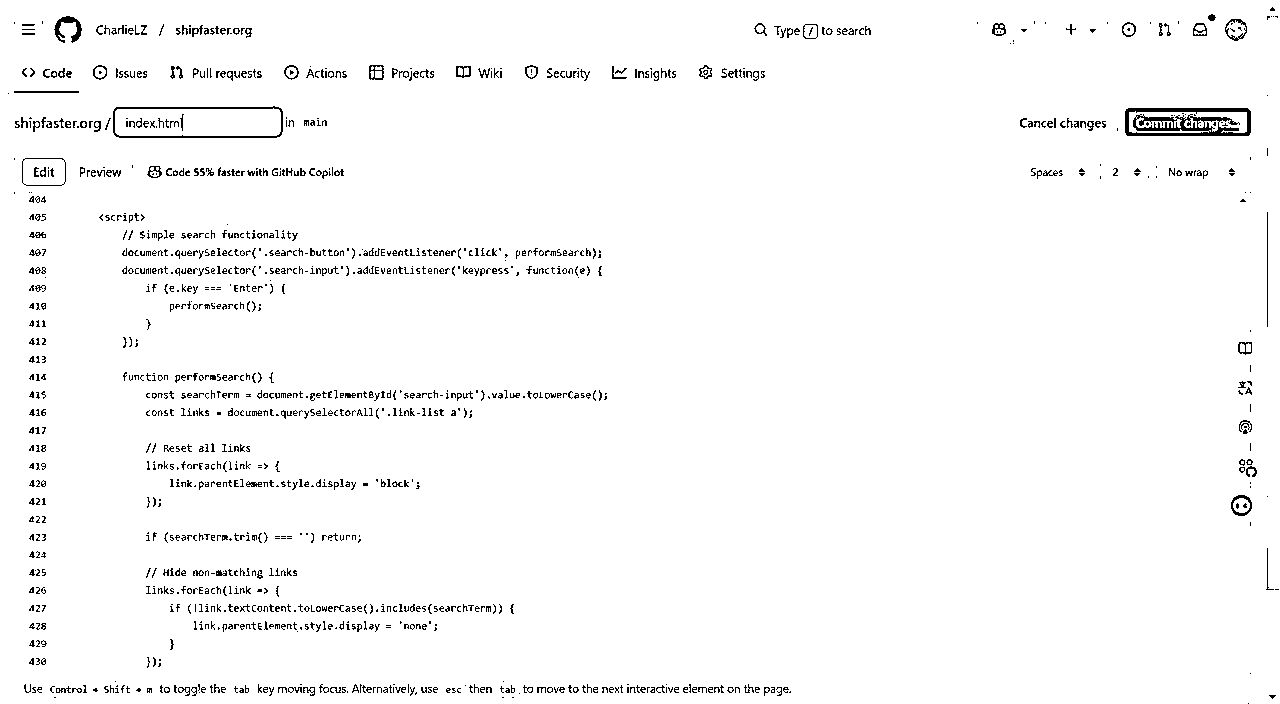 CharlieLZ / shipfaster.org
Type / to search
Code Issues Pull requests Actions Projects Wiki Security Insights Settings
shipfaster.org / index.html in main
Cancel changes Commit changes...
Edit Preview Code 55% faster with GitHub Copilot
Spaces 2 No wrap
404
405 <script>
406 // Simple search functionality
407 document.querySelector('.search-button').addEventListener('click', performSearch);
408 document.querySelector('.search-input').addEventListener('keypress', function(e) {
409 if (e.key === 'Enter') {
410 performSearch();
411 }
412 });
413
414 function performSearch() {
415 const searchTerm = document.getElementById('search-input').value.toLowerCase();
416 const links = document.querySelectorAll('.link-list a');
417
418 // Reset all links
419 links.forEach(link => {
420 link.parentElement.style.display = 'block';
421 });
422
423 if (searchTerm.trim() === '') return;
424
425 // Hide non-matching links
426 links.forEach(link => {
427 if (!link.textContent.toLowerCase().includes(searchTerm)) {
428 link.parentElement.style.display = 'none';
429 }
430 });
Use Control + Shift + m to toggle the tab key moving focus. Alternatively, use esc then tab to move to the next interactive element on the page.